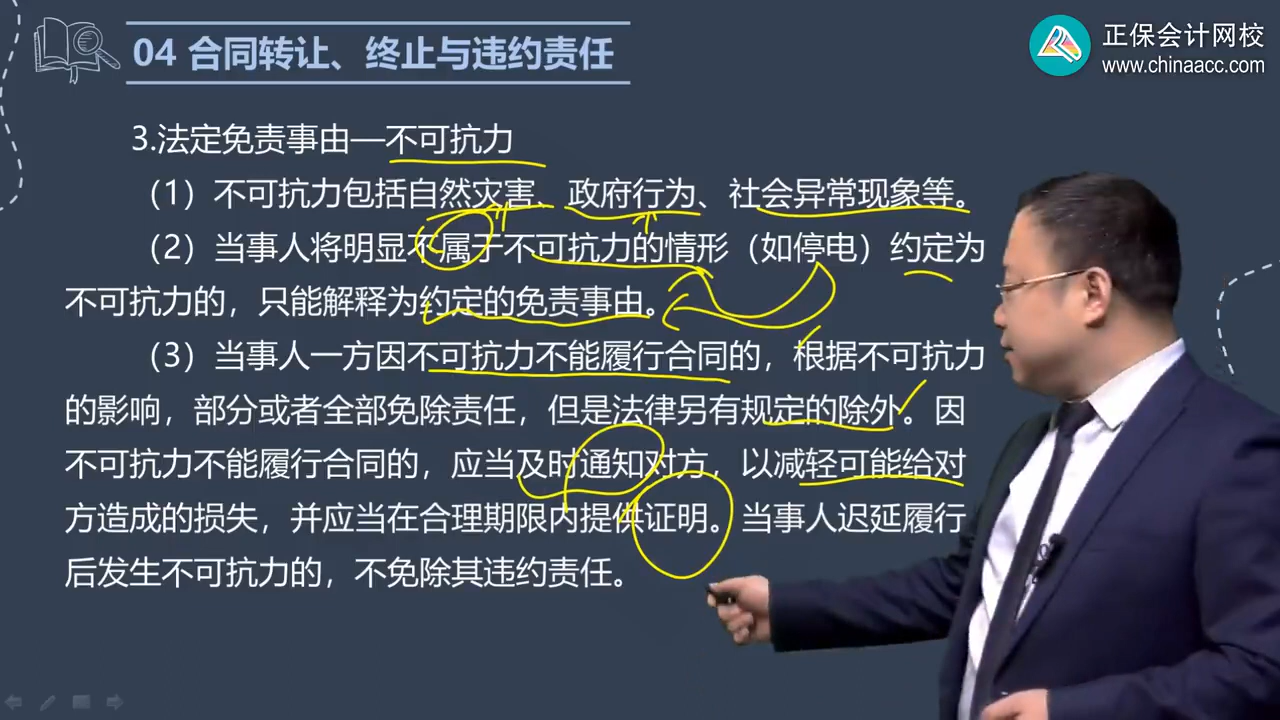 04 合同转让、终止与违约责任
正保会计网校
www.chinaacc.com
3.法定免责事由—不可抗力
（1）不可抗力包括自然灾害、政府行为、社会异常现象等。
（2）当事人将明显不属于不可抗力的情形（如停电）约定为
不可抗力的，只能解释为约定的免责事由。
（3）当事人一方因不可抗力不能履行合同的，根据不可抗力
的影响，部分或者全部免除责任，但是法律另有规定的除外。因
不可抗力不能履行合同的，应当及时通知对方，以减轻可能给对
方造成的损失，并应当在合理期限内提供证明。当事人迟延履行
后发生不可抗力的，不免除其违约责任。